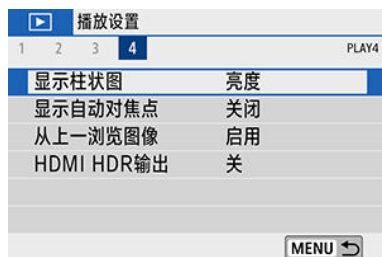 播放设置
1 2 3 4 PLAY4
显示柱状图 亮度
显示自动对焦点 关闭
从上一浏览图像 启用
HDMI HDR输出 关
MENU